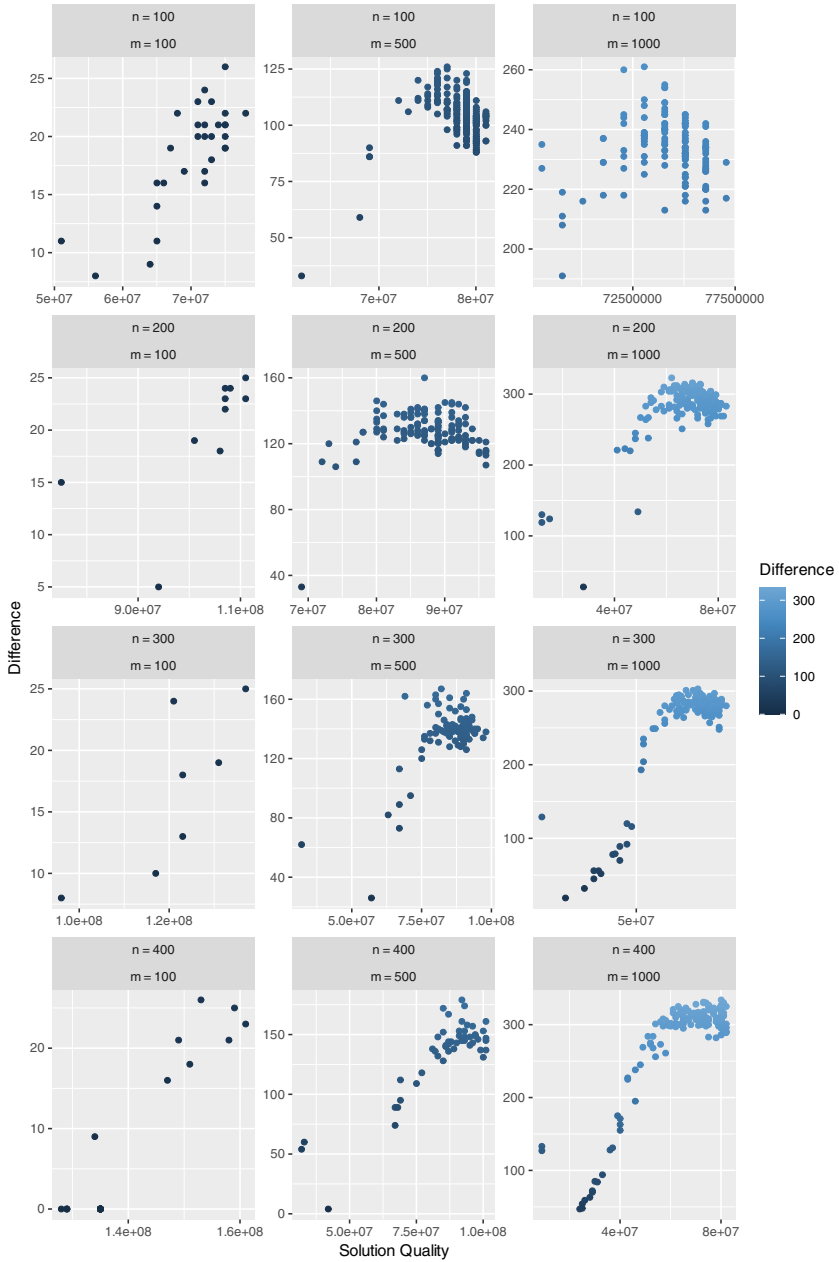 n = 100
n = 100
n = 100
m = 100
m = 500
m = 1000
25
20
15
10
5e+07
6e+07
7e+07
125
100
75
50
7e+07
8e+07
260
240
220
200
72500000
77500000
n = 200
n = 200
n = 200
m = 100
m = 500
m = 1000
25
20
15
10
5
9.0e+07
1.1e+08
160
120
80
40
7e+07
8e+07
9e+07
300
200
100
4e+07
8e+07
n = 300
n = 300
n = 300
m = 100
m = 500
m = 1000
25
20
15
10
1.0e+08
1.2e+08
160
120
80
40
5.0e+07
7.5e+07
1.0e+08
300
200
100
5e+07
n = 400
n = 400
n = 400
m = 100
m = 500
m = 1000
20
10
0
1.4e+08
1.6e+08
150
100
50
0
5.0e+07
7.5e+07
1.0e+08
300
200
100
4e+07
8e+07
Solution Quality
Difference
Difference
300
200
100
0